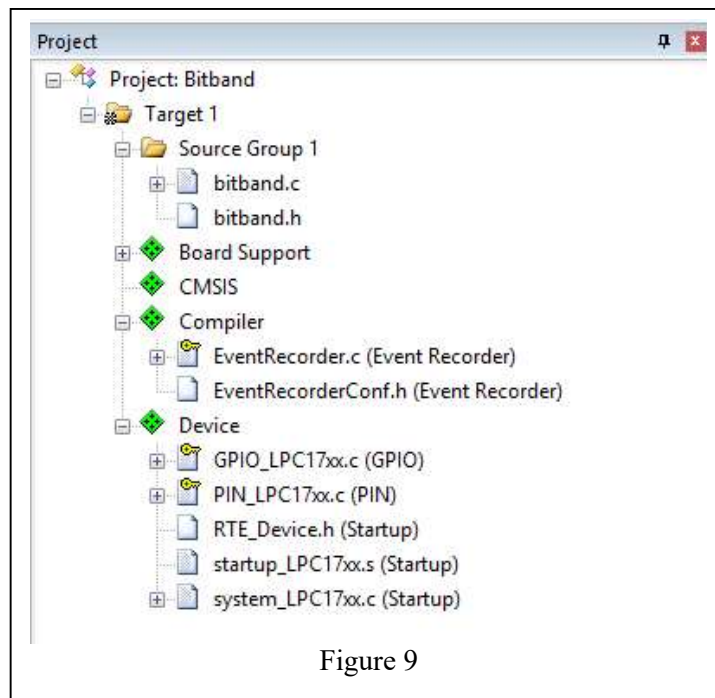 Project
Project: Bitband
Target 1
Source Group 1
bitband.c
bitband.h
Board Support
CMSIS
Compiler
EventRecorder.c (Event Recorder)
EventRecorderConf.h (Event Recorder)
Device
GPIO_LPC17xx.c (GPIO)
PIN_LPC17xx.c (PIN)
RTE_Device.h (Startup)
startup_LPC17xx.s (Startup)
system_LPC17xx.c (Startup)
Figure 9